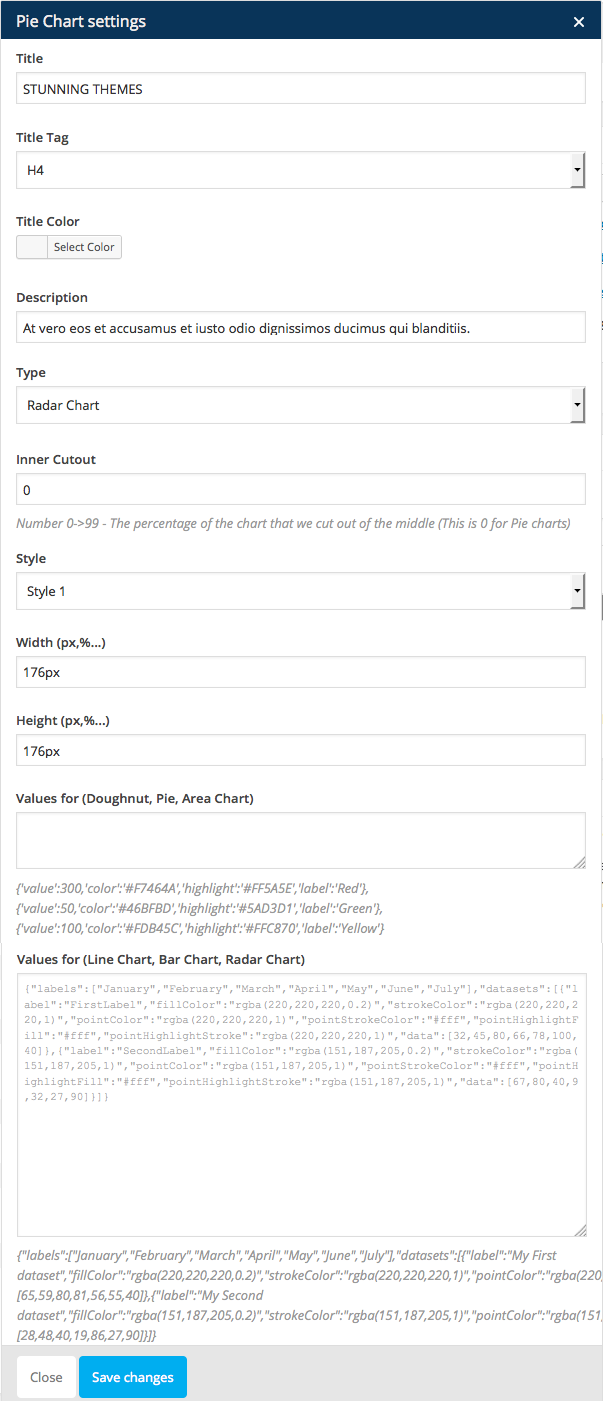 Pie Chart settings ×
Title
STUNNING THEMES
Title Tag
H4
Title Color
Select Color
Description
At vero eos et accusamus et iusto odio dignissimos ducimus qui blanditiis.
Type
Radar Chart
Inner Cutout
0
Number 0->99 - The percentage of the chart that we cut out of the middle (This is 0 for Pie charts)
Style
Style 1
Width (px,%...)
176px
Height (px,%...)
176px
Values for (Doughnut, Pie, Area Chart)
{'value':300,'color':'#F7464A','highlight':'#FF5A5E','label':'Red'},
{'value':50,'color':'#46BFBD','highlight':'#5AD3D1','label':'Green'},
{'value':100,'color':'#FDB45C','highlight':'#FFC870','label':'Yellow'}
Values for (Line Chart, Bar Chart, Radar Chart)
{"labels":["January","February","March","April","May","June","July"],"datasets":[{"l
abel":"FirstLabel","fillColor":"rgba(220,220,220,0.2)","strokeColor":"rgba(220,220,2
20,1)","pointColor":"rgba(220,220,220,1)","pointStrokeColor":"#fff","pointHighlightF
ill":"#fff","pointHighlightStroke":"rgba(220,220,220,1)","data":[32,45,80,66,78,100,
40]},{"label":"SecondLabel","fillColor":"rgba(151,187,205,0.2)","strokeColor":"rgba(
151,187,205,1)","pointColor":"rgba(151,187,205,1)","pointStrokeColor":"#fff","pointH
ighlightFill":"#fff","pointHighlightStroke":"rgba(151,187,205,1)","data":[67,80,40,9
,32,27,90]}]}
{"labels":["January","February","March","April","May","June","July"],"datasets":[{"label":"My First
dataset","fillColor":"rgba(220,220,220,0.2)","strokeColor":"rgba(220,220,220,1)","pointColor":"rgba(220,
[65,59,80,81,56,55,40]},{"label":"My Second
dataset","fillColor":"rgba(151,187,205,0.2)","strokeColor":"rgba(151,187,205,1)","pointColor":"rgba(151,
[28,48,40,19,86,27,90]}]}
Close Save changes